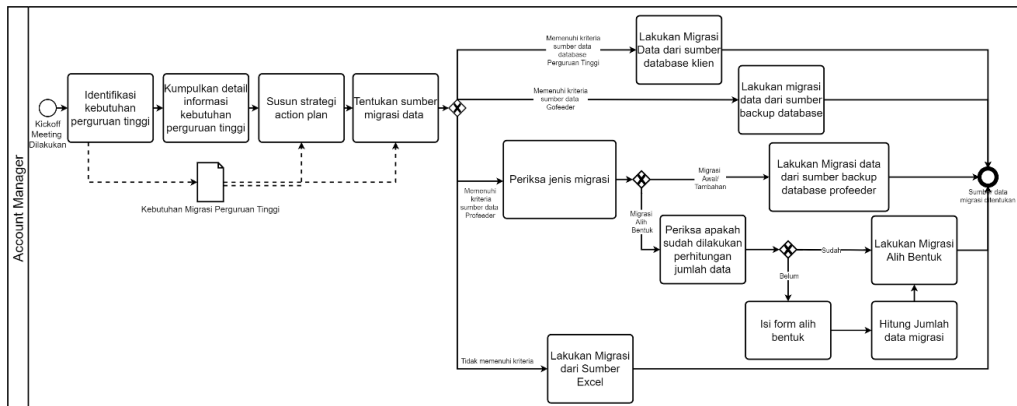 Account Manager
Kickoff
Meeting
Dilakukan
Identifikasi
kebutuhan
perguruan tinggi
Kumpulkan detail
informasi
kebutuhan
perguruan tinggi
Susun strategi
action plan
Tentukan sumber
migrasi data
Kebutuhan Migrasi Perguruan Tinggi
Memenuhi kriteria
sumber data
database
Perguruan Tinggi
Lakukan Migrasi
Data dari sumber
database klien
Memenuhi kriteria
sumber data
Gofeeder
Lakukan migrasi
data dari sumber
backup database
Memenuhi
kriteria
sumber data
Profeeder
Periksa jenis migrasi
Migrasi
Awal/
Tambahan
Lakukan Migrasi data
dari sumber backup
database profeeder
Migrasi
Alih
Bentuk
Periksa apakah
sudah dilakukan
perhitungan
jumlah data
Sudah
Lakukan Migrasi
Alih Bentuk
Belum
Isi form alih
bentuk
Hitung Jumlah
data migrasi
Tidak memenuhi kriteria
Lakukan Migrasi
dari Sumber
Excel
Sumber data
migrasi ditentukan